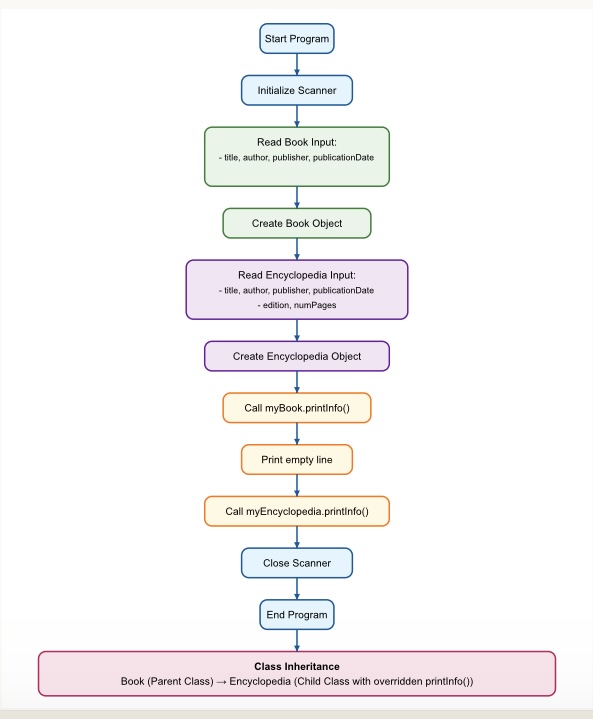 Start Program
Initialize Scanner
Read Book Input:
- title, author, publisher, publicationDate
Create Book Object
Read Encyclopedia Input:
- title, author, publisher, publicationDate
- edition, numPages
Create Encyclopedia Object
Call myBook.printInfo()
Print empty line
Call myEncyclopedia.printInfo()
Close Scanner
End Program
Class Inheritance
Book (Parent Class) → Encyclopedia (Child Class with overridden printInfo())